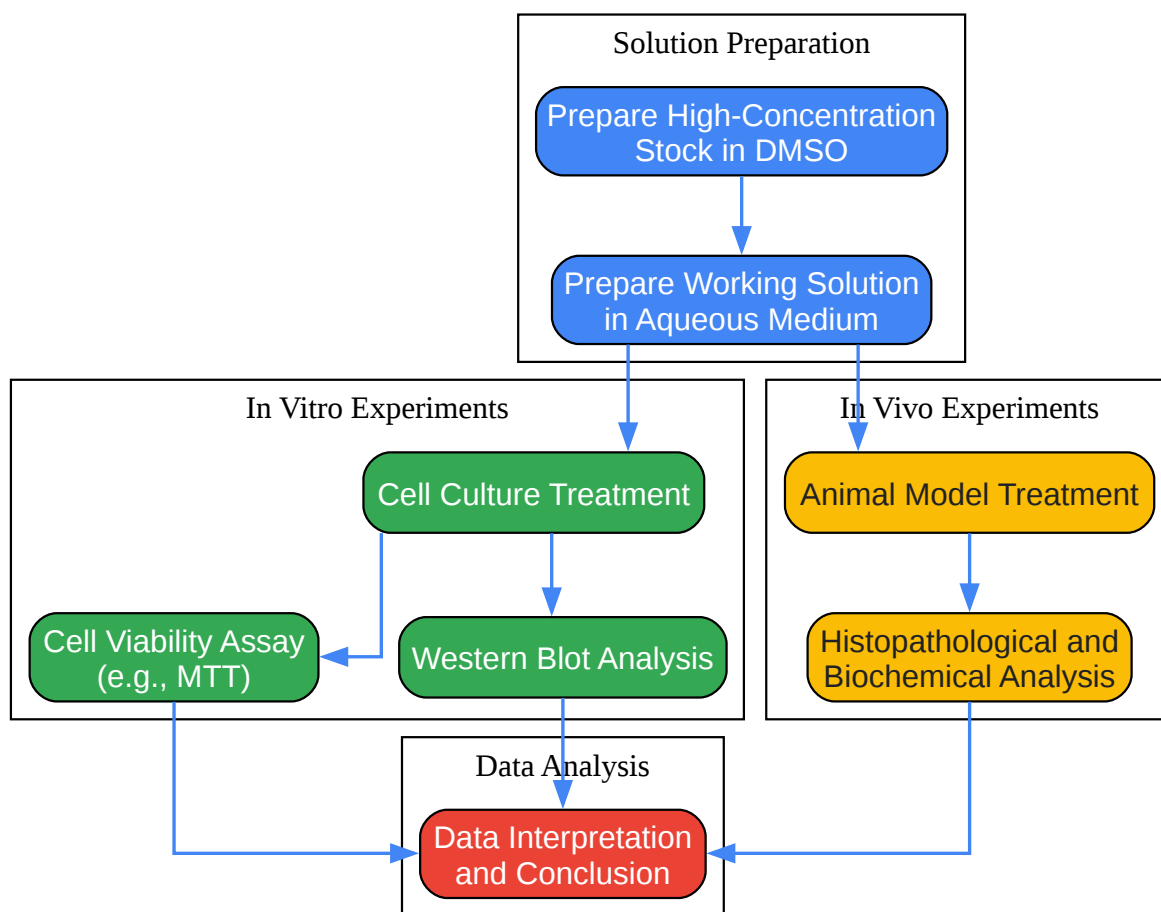 Solution Preparation
Prepare High-Concentration
Stock in DMSO
Prepare Working Solution
in Aqueous Medium
In Vitro Experiments
In Vivo Experiments
Cell Culture Treatment
Animal Model Treatment
Cell Viability Assay
(e.g., MTT)
Western Blot Analysis
Histopathological and
Biochemical Analysis
Data Analysis
Data Interpretation
and Conclusion